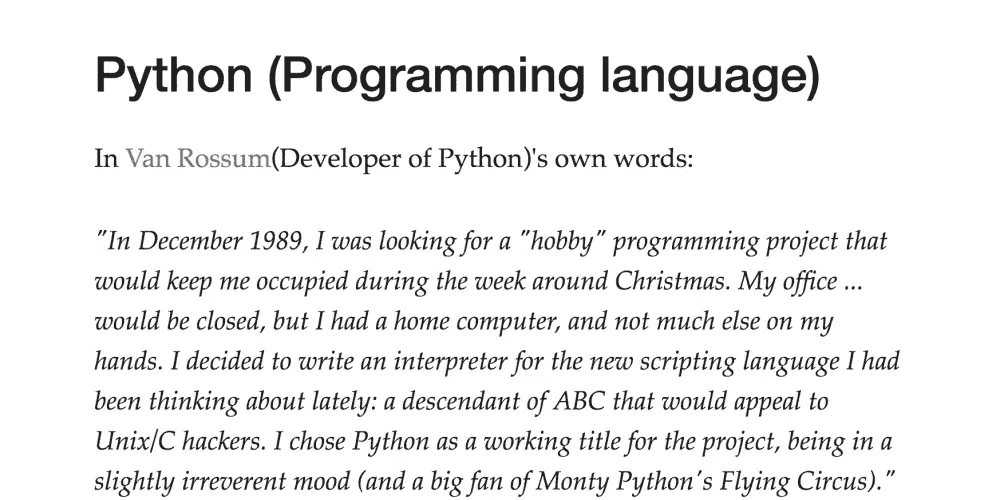 Python (Programming language)
In Van Rossum(Developer of Python)'s own words:
"In December 1989, I was looking for a "hobby" programming project that
would keep me occupied during the week around Christmas. My office ...
would be closed, but I had a home computer, and not much else on my
hands. I decided to write an interpreter for the new scripting language I had
been thinking about lately: a descendant of ABC that would appeal to
Unix/C hackers. I chose Python as a working title for the project, being in a
slightly irreverent mood (and a big fan of Monty Python's Flying Circus)."